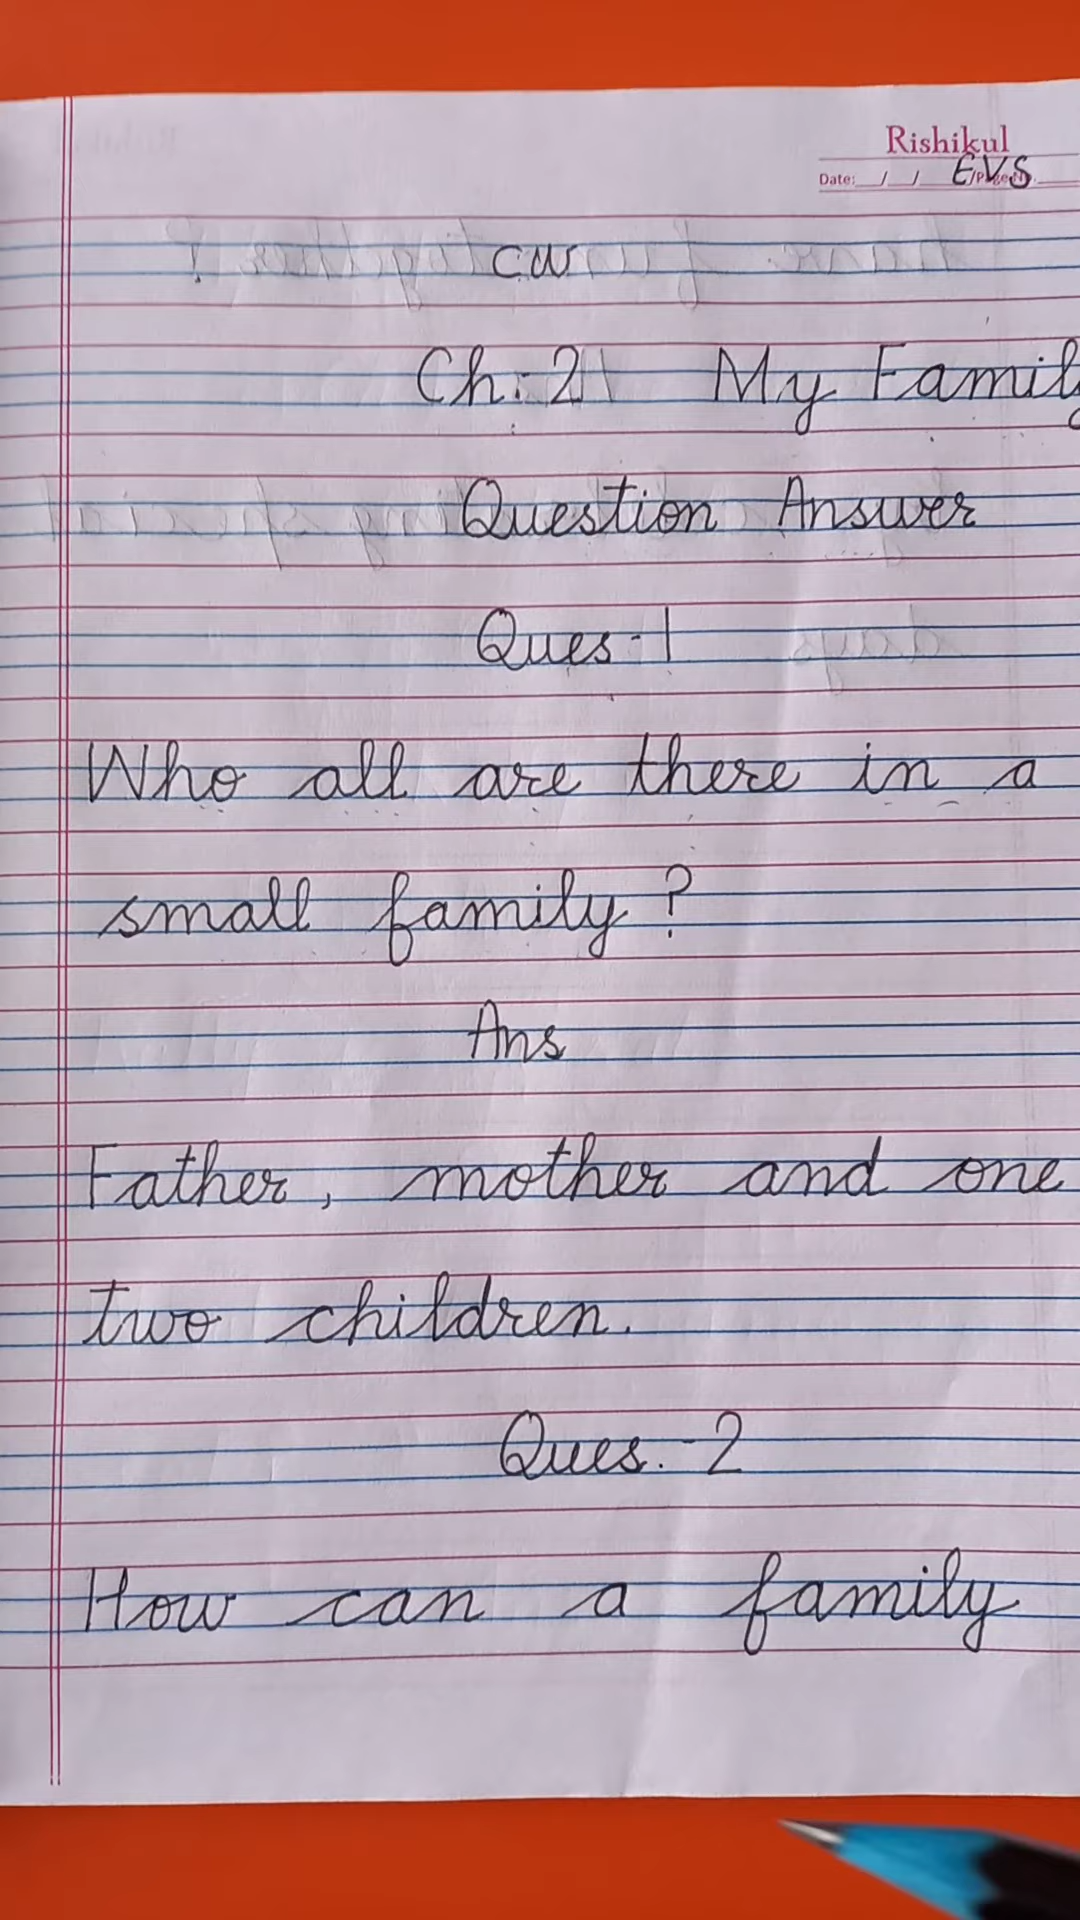 Rishikul
Date: / / EVS
CW
Ch:-2 My Family
Question Answer
Ques-1
Who all are there in a
small family?
Ans
Father, mother and one
two children.
Ques.-2
How can a family